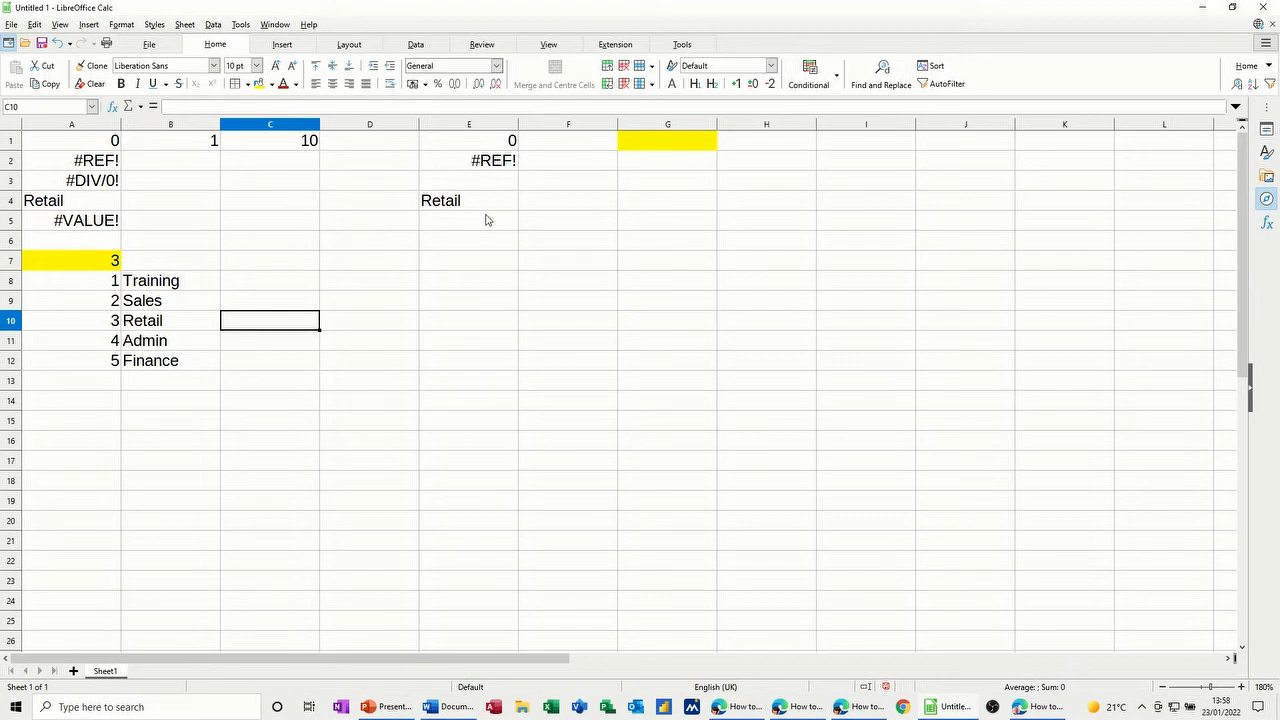 Untitled 1 - LibreOffice Calc
File Edit View Insert Format Styles Sheet Data Tools Window Help
File Home Insert Layout Data Review View Extension Tools
Cut Clone Liberation Sans 10 pt General Default Sort Home
Paste Copy Clear B I U S Merge and Centre Cells % A H1 H2 +1 +0 -2 Conditional Find and Replace AutoFilter
C10 fx Σ =
A B C D E F G H I J K L
1 0 1 10 0
2 #REF! #REF!
3 #DIV/0!
4 Retail Retail
5 #VALUE!
6
7 3
8 1 Training
9 2 Sales
10 3 Retail
11 4 Admin
12 5 Finance
13
14
15
16
17
18
19
20
21
22
23
24
25
26
Sheet1
Sheet 1 of 1 Default English (UK) Average: ; Sum: 0 180%
Type here to search Present... Docum... How to... How to... How to... Untitle... How to... 21°C 13:58
23/01/2022